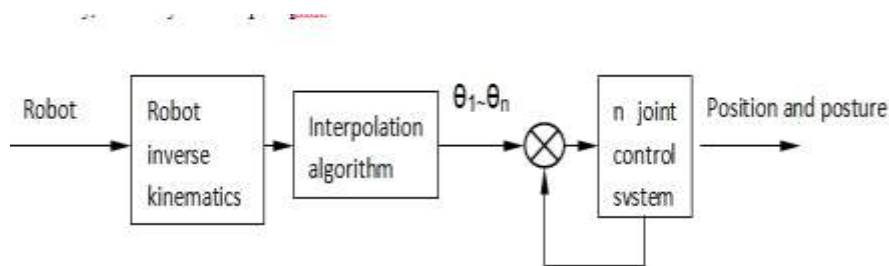 Robot
Robot
inverse
kinematics
Interpolation
algorithm
θ1~θn
n joint
control
system
Position and posture